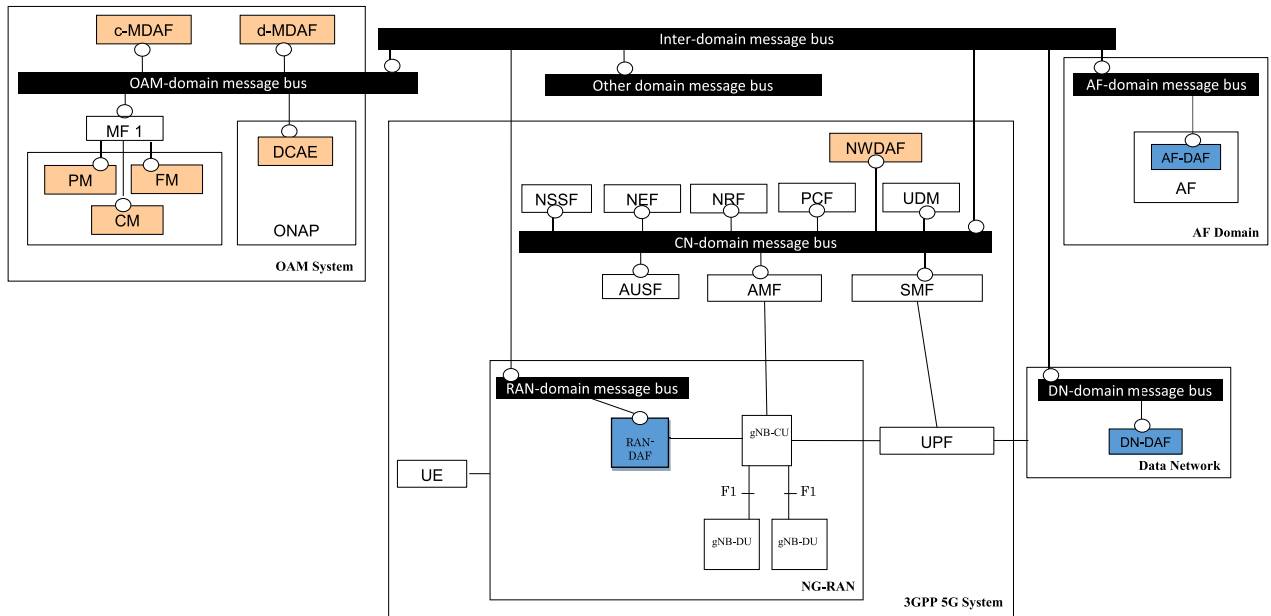 c-MDAF
d-MDAF
Inter-domain message bus
OAM-domain message bus
Other domain message bus
AF-domain message bus
MF 1
DCAE
PM
FM
CM
ONAP
OAM System
NWDAF
AF-DAF
AF
AF Domain
NSSF
NEF
NRF
PCF
UDM
CN-domain message bus
AUSF
AMF
SMF
RAN-domain message bus
DN-domain message bus
RAN-
DAF
gNB-CU
UPF
DN-DAF
Data Network
UE
F1
F1
gNB-DU
gNB-DU
NG-RAN
3GPP 5G System